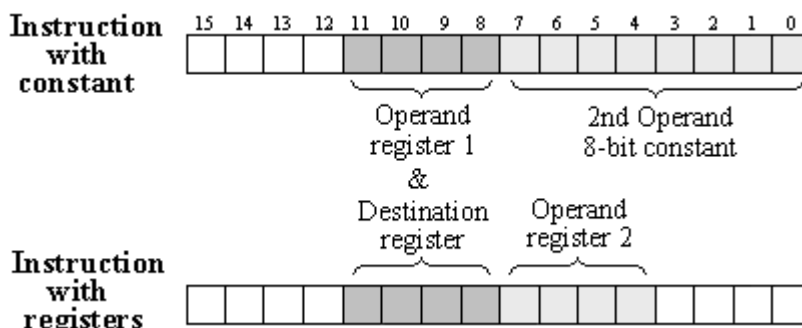 Instruction with constant
15 14 13 12 11 10 9 8 7 6 5 4 3 2 1 0
Operand register 1 & Destination register
2nd Operand 8-bit constant
Operand register 2
Instruction with registers